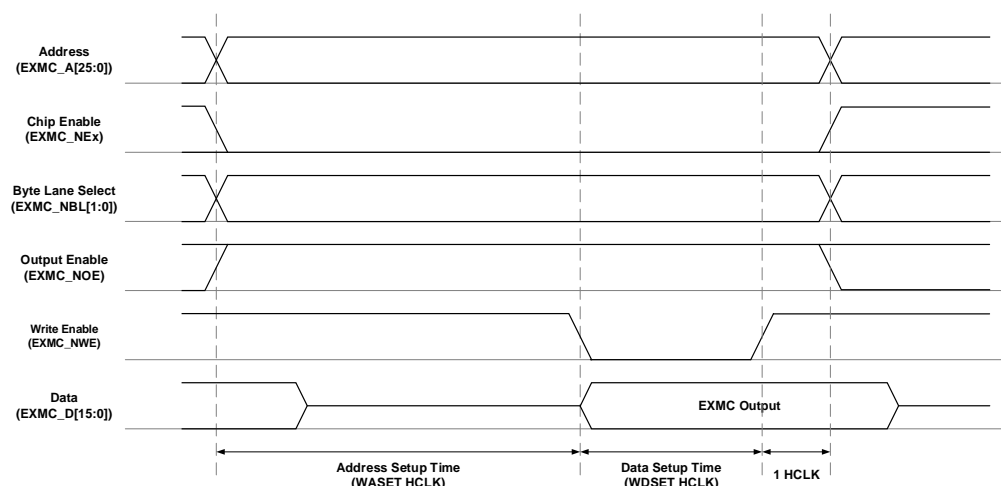 Address
(EXMC_A[25:0])
Chip Enable
(EXMC_NEx)
Byte Lane Select
(EXMC_NBL[1:0])
Output Enable
(EXMC_NOE)
Write Enable
(EXMC_NWE)
Data
(EXMC_D[15:0])
EXMC Output
Address Setup Time
(WASET HCLK)
Data Setup Time
(WDSET HCLK)
1 HCLK